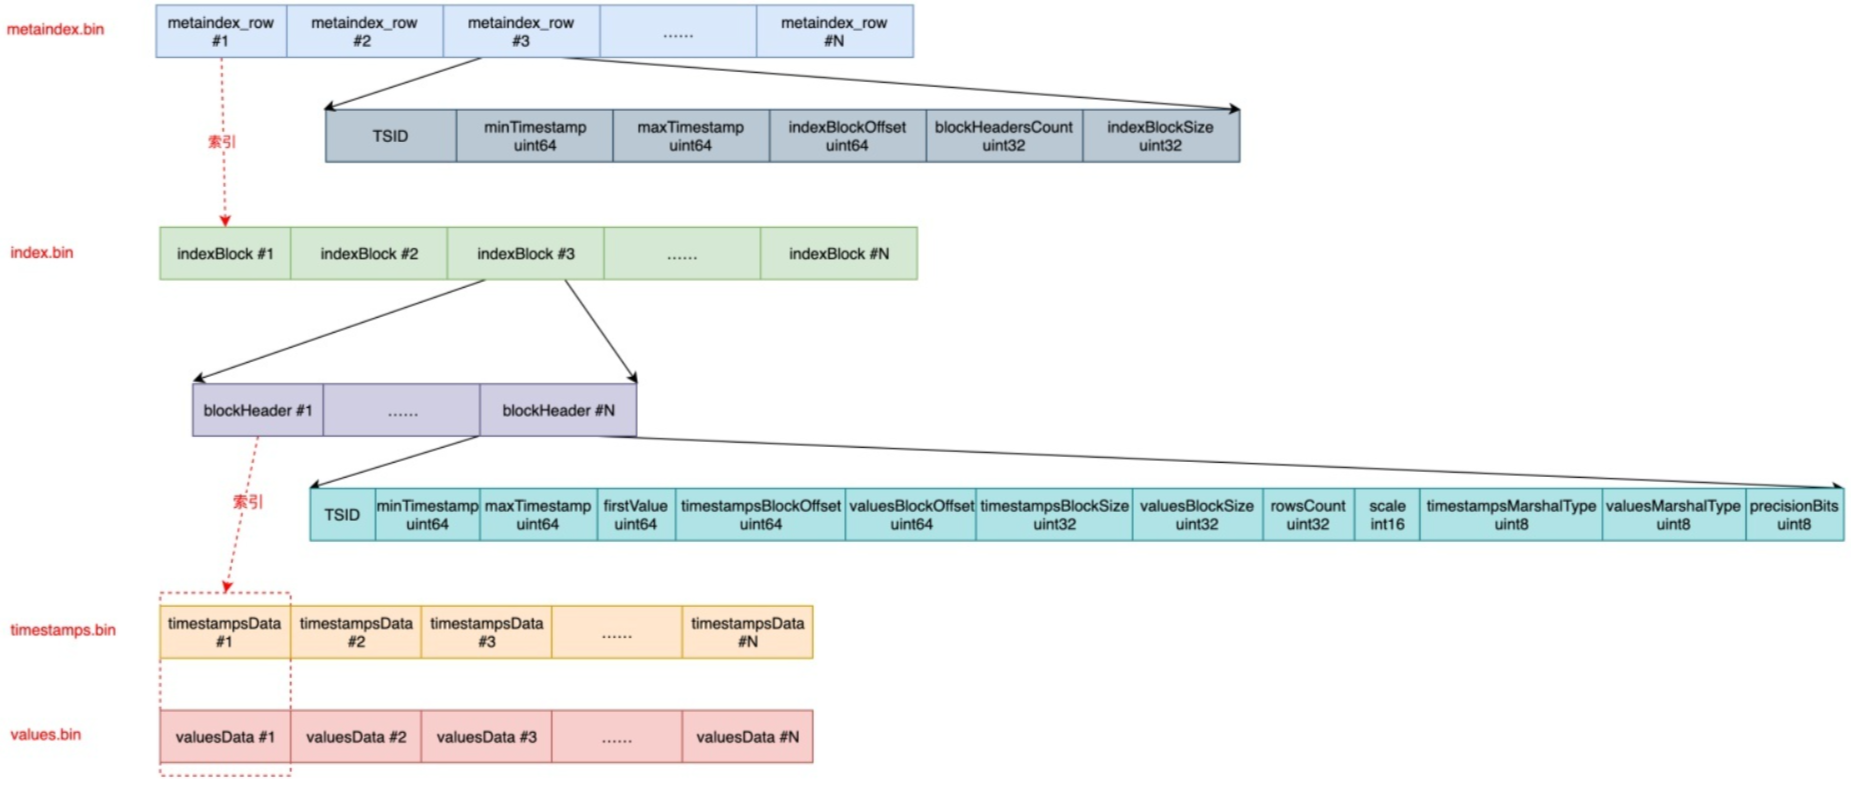 metaindex.bin
metaindex_row
#1
metaindex_row
#2
metaindex_row
#3
......
metaindex_row
#N
索引
TSID
minTimestamp
uint64
maxTimestamp
uint64
indexBlockOffset
uint64
blockHeadersCount
uint32
indexBlockSize
uint32
index.bin
indexBlock #1
indexBlock #2
indexBlock #3
......
indexBlock #N
blockHeader #1
......
blockHeader #N
索引
TSID
minTimestamp
uint64
maxTimestamp
uint64
firstValue
uint64
timestampsBlockOffset
uint64
valuesBlockOffset
uint64
timestampsBlockSize
uint32
valuesBlockSize
uint32
rowsCount
uint32
scale
int16
timestampsMarshalType
uint8
valuesMarshalType
uint8
precisionBits
uint8
timestamps.bin
timestampsData
#1
timestampsData
#2
timestampsData
#3
......
timestampsData
#N
values.bin
valuesData #1
valuesData #2
valuesData #3
......
valuesData #N